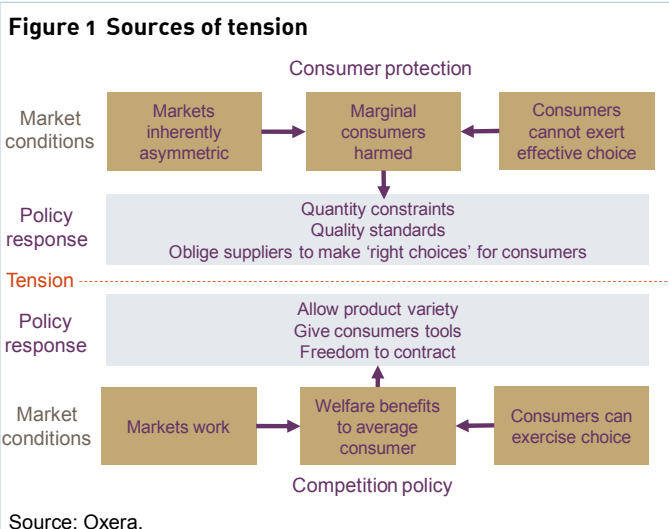 Figure 1 Sources of tension
Consumer protection
Market
conditions
Markets
inherently
asymmetric
Marginal
consumers
harmed
Consumers
cannot exert
effective choice
Policy
response
Quantity constraints
Quality standards
Oblige suppliers to make ‘right choices’ for consumers
Tension
Policy
response
Allow product variety
Give consumers tools
Freedom to contract
Market
conditions
Markets work
Welfare benefits
to average
consumer
Consumers can
exercise choice
Competition policy
Source: Oxera.